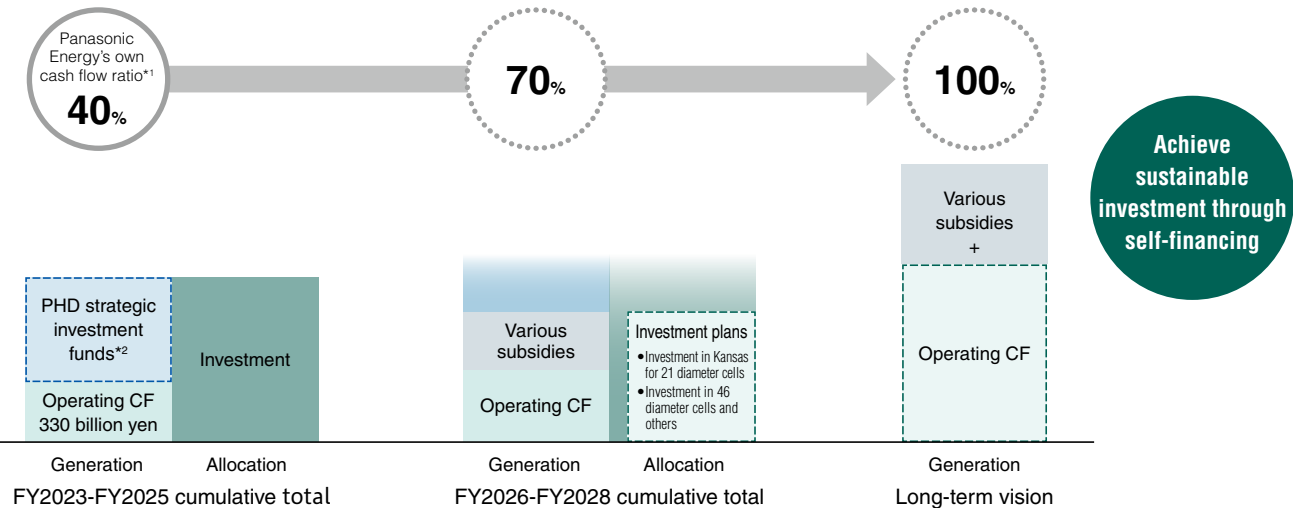 Panasonic
Energy's own
cash flow ratio*1
40%
70%
100%
Achieve
sustainable
investment through
self-financing
PHD strategic
investment
funds*2
Operating CF
330 billion yen
Investment
Various
subsidies
Operating CF
Investment plans
●Investment in Kansas
for 21 diameter cells
●Investment in 46
diameter cells and
others
Various
subsidies
+
Operating CF
Generation
Allocation
FY2023-FY2025 cumulative total
Generation
Allocation
FY2026-FY2028 cumulative total
Generation
Long-term vision